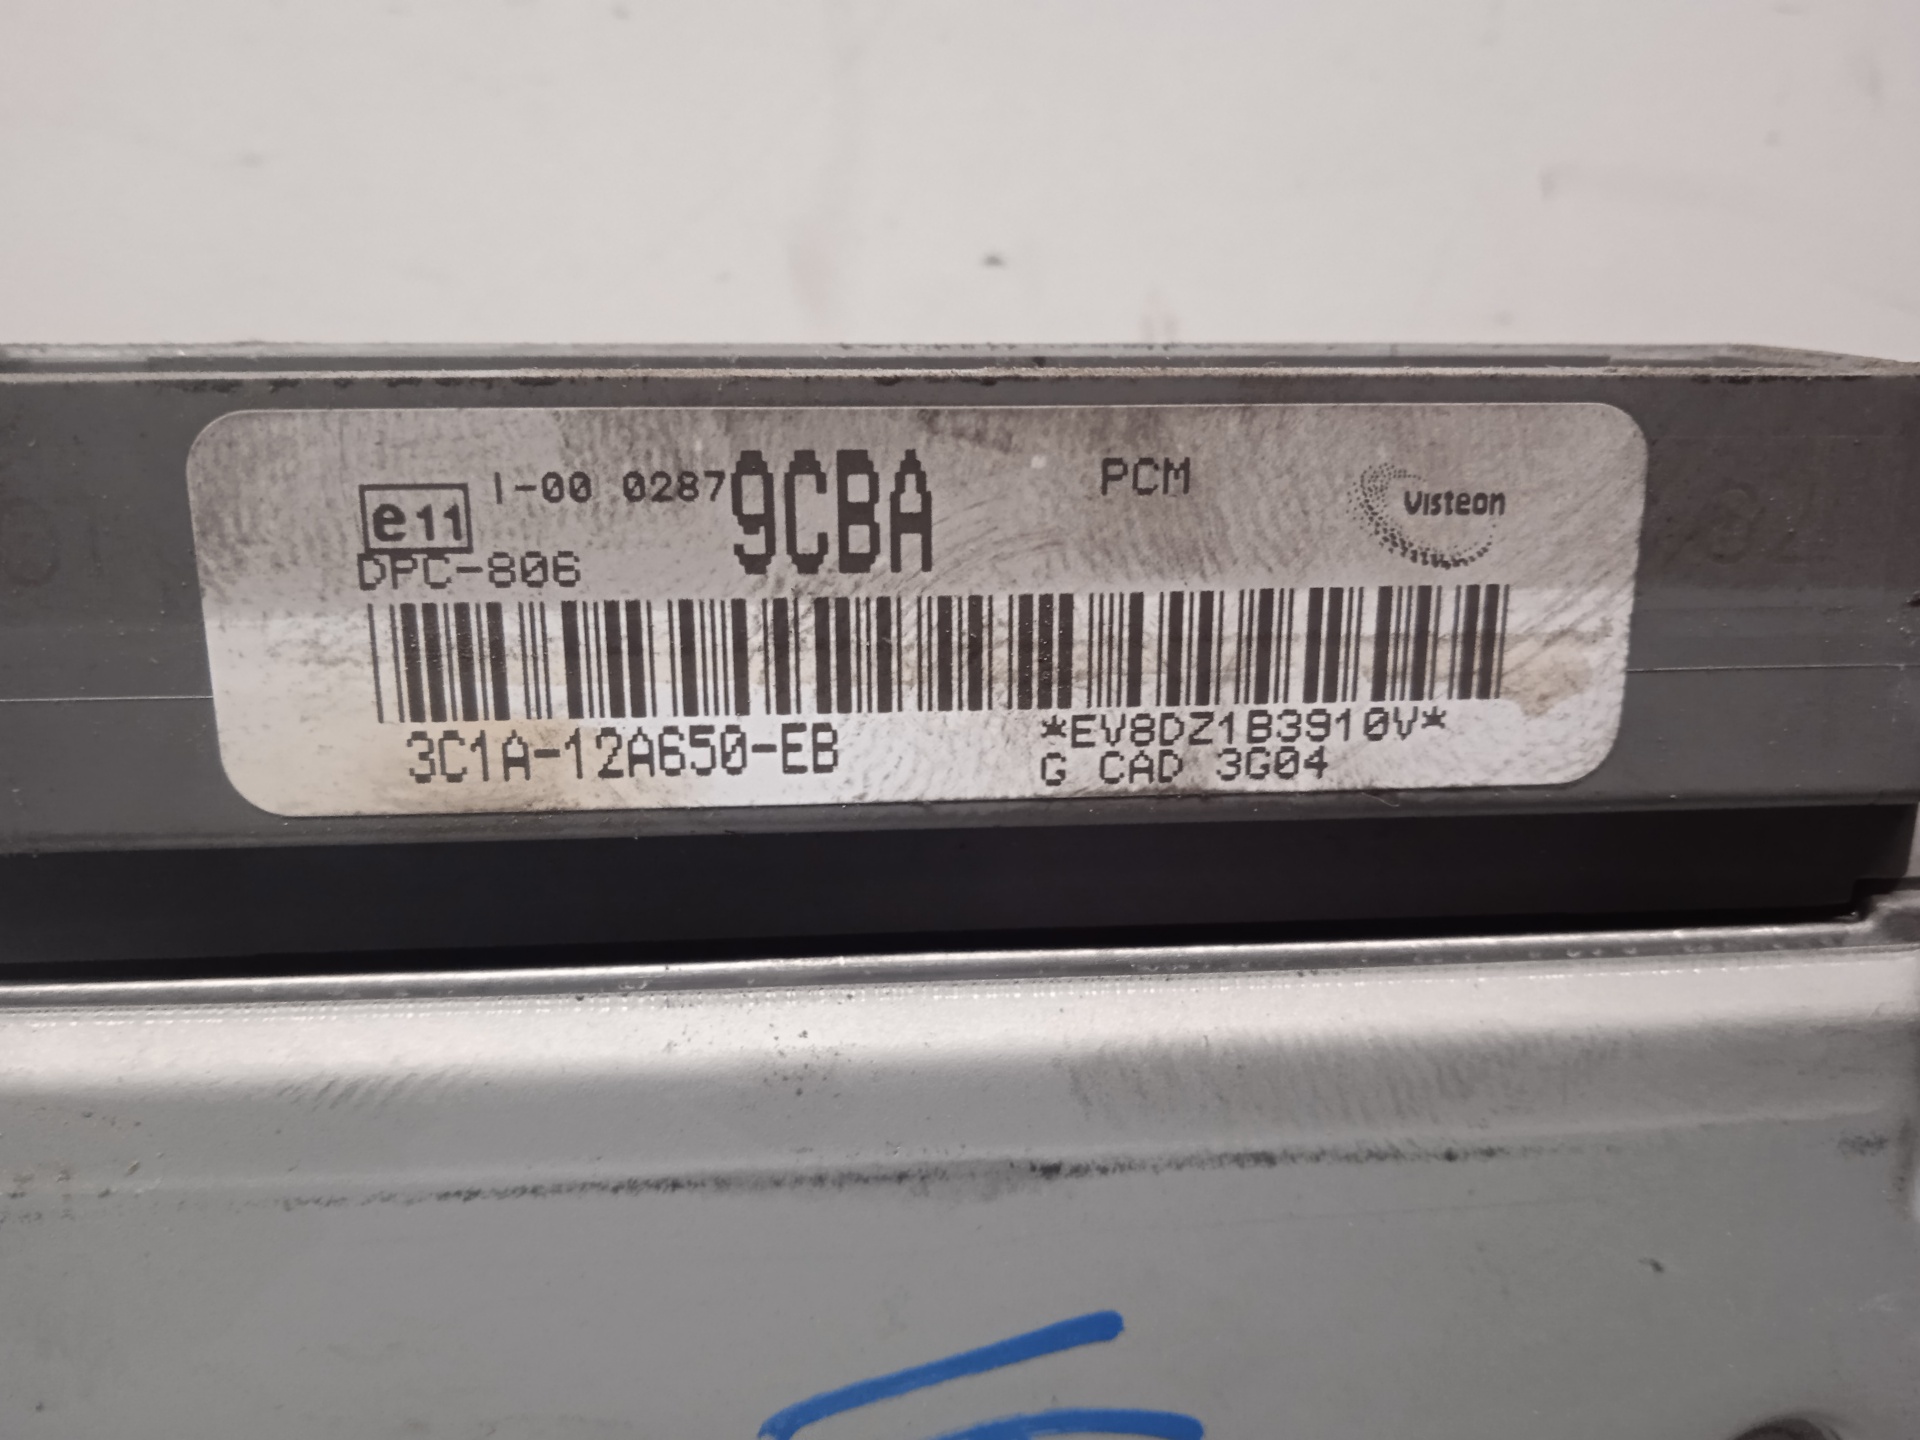 e11 I-00 0287 9CBA PCM Visteon
DPC-806
3C1A-12A650-EB *EV8DZ1B3910V*
G CAD 3G04